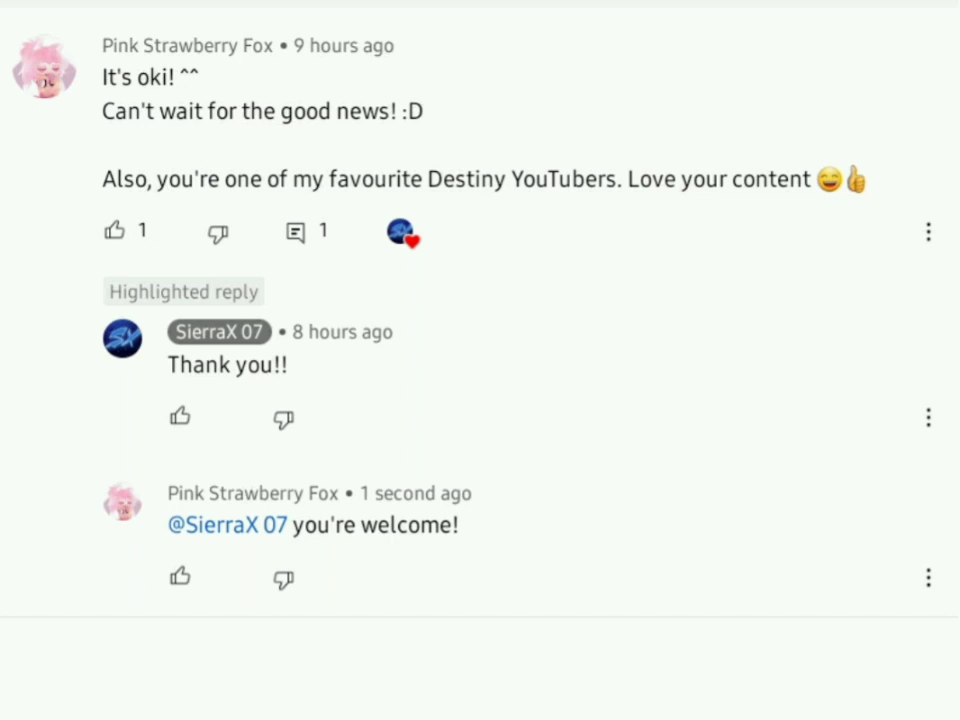 Pink Strawberry Fox • 9 hours ago
It's oki! ^^
Can't wait for the good news! :D
Also, you're one of my favourite Destiny YouTubers. Love your content 😄👍
1 1
Highlighted reply
SierraX 07 • 8 hours ago
Thank you!!
Pink Strawberry Fox • 1 second ago
@SierraX 07 you're welcome!